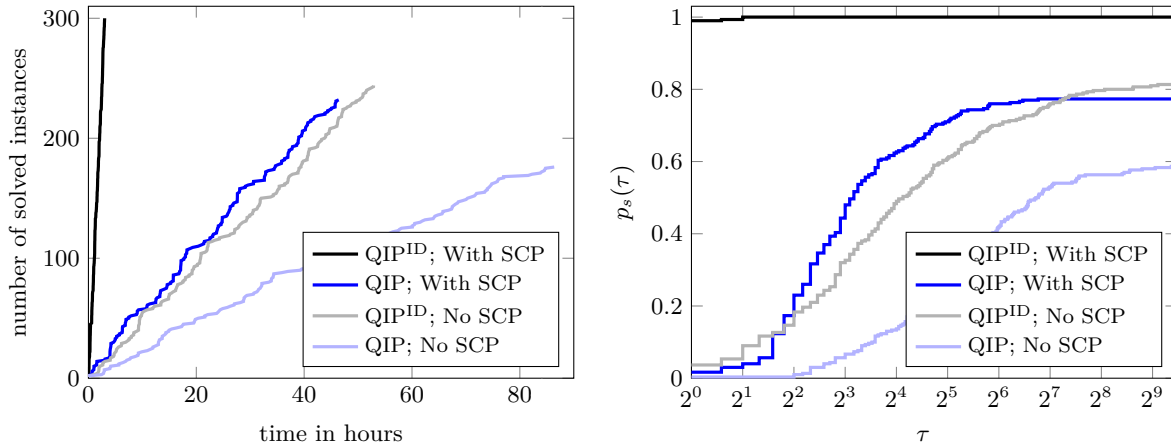 300
200
100
0
number of solved instances
0
20
40
60
80
time in hours
QIP^ID; With SCP
QIP; With SCP
QIP^ID; No SCP
QIP; No SCP
1
0.8
0.6
0.4
0.2
0
p_s(τ)
2^0
2^1
2^2
2^3
2^4
2^5
2^6
2^7
2^8
2^9
τ
QIP^ID; With SCP
QIP; With SCP
QIP^ID; No SCP
QIP; No SCP